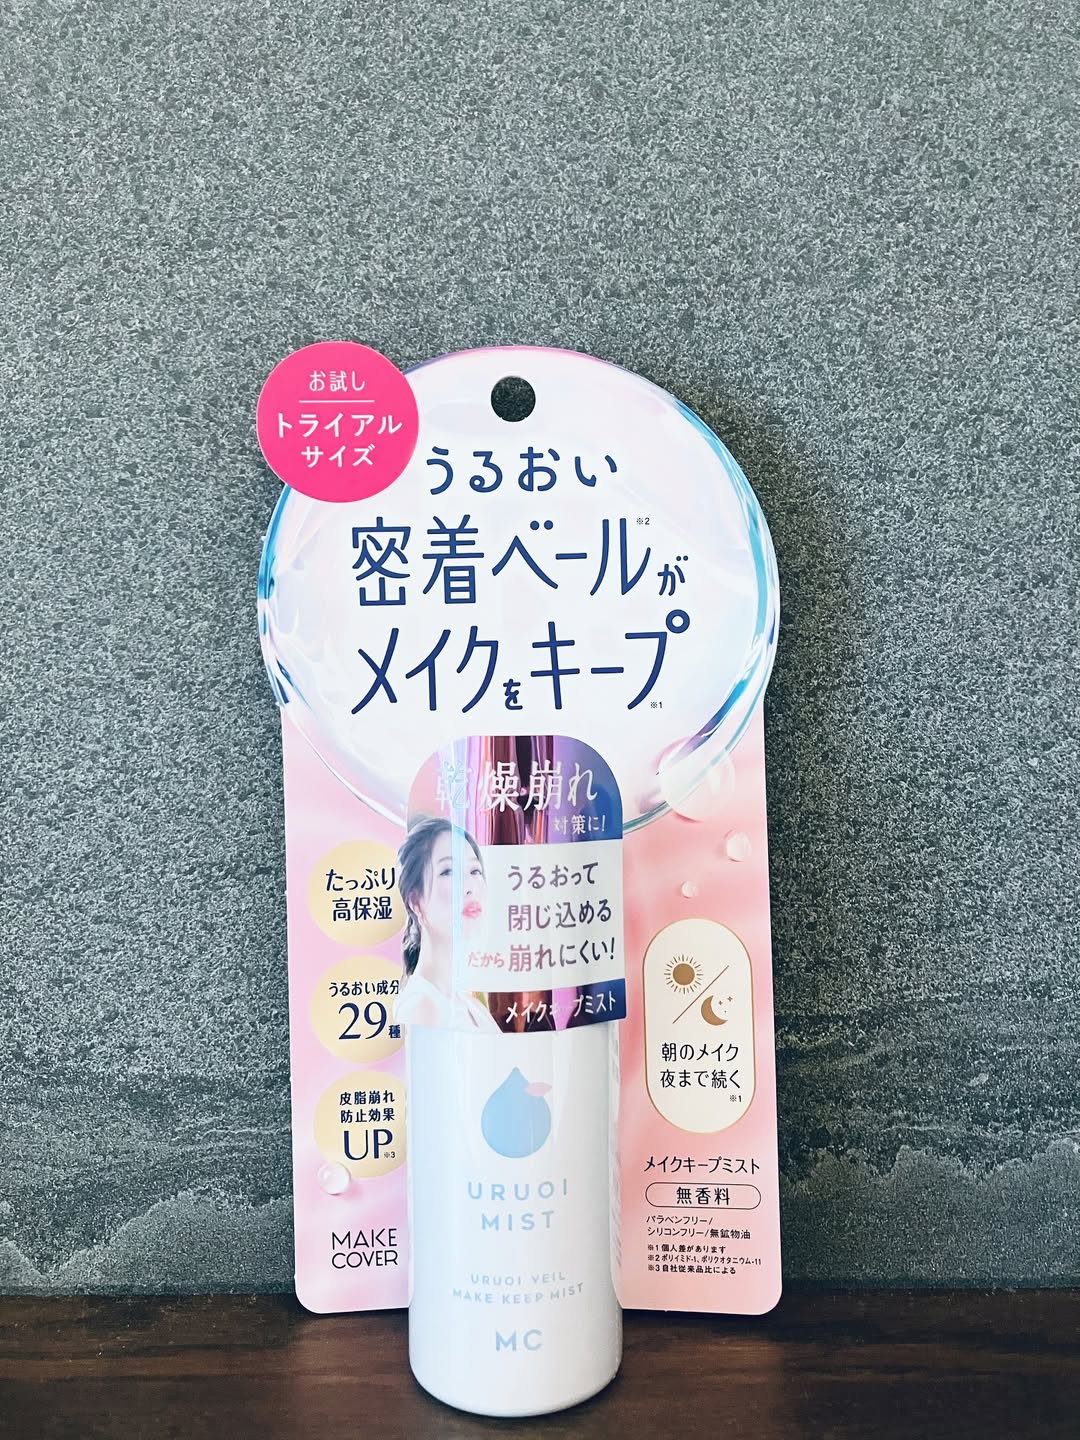 お試し
トライアル
サイズ
うるおい
密着ベール※2が
メイクをキープ※1
乾燥崩れ
対策に!
うるおって
閉じ込める
だから崩れにくい!
メイクキープミスト
たっぷり
高保湿
うるおい成分
29種
皮脂崩れ
防止効果
UP※3
MAKE
COVER
朝のメイク
夜まで続く
※1
メイクキープミスト
無香料
パラベンフリー/
シリコンフリー/無鉱物油
※1 個人差があります
※2 ポリイミド-1、ポリクオタニウム-11
※3 自社従来品比による
URUOI
MIST
URUOI VEIL
MAKE KEEP MIST
MC